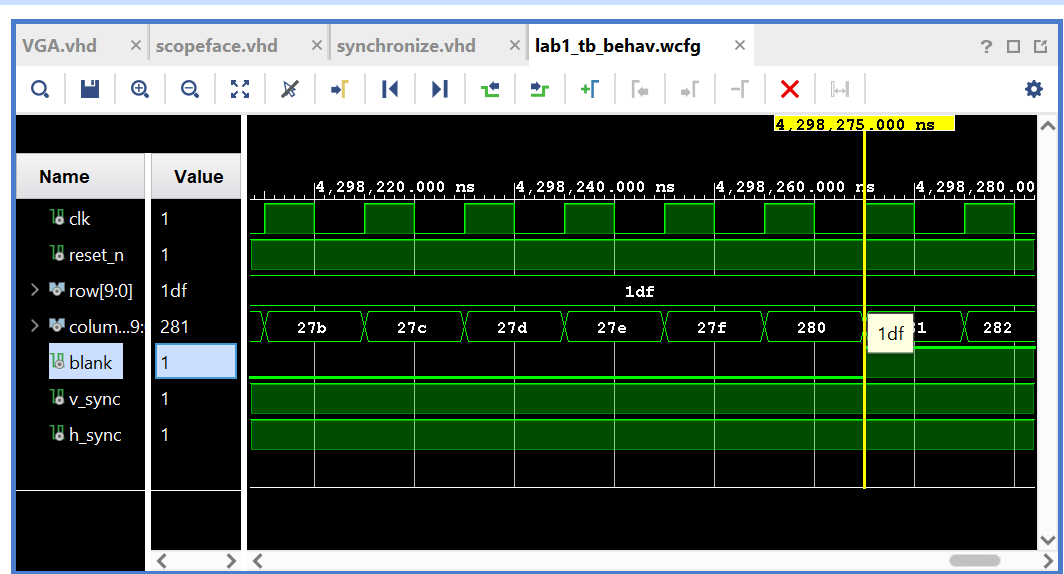 VGA.vhd × scopeface.vhd × synchronize.vhd × lab1_tb_behav.wcfg × ?
4,298,275.000 ns
Name Value 4,298,220.000 ns 4,298,240.000 ns 4,298,260.000 ns 4,298,280.00
clk 1
reset_n 1
row[9:0] 1df 1df
colum...9: 281 27b 27c 27d 27e 27f 280 1 282
1df
blank 1
v_sync 1
h_sync 1